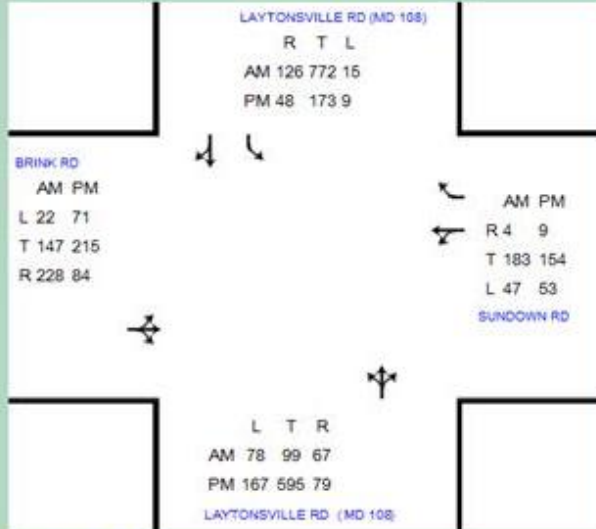 LAYTONSVILLE RD (MD 108)
R T L
AM 126 772 15
PM 48 173 9
BRINK RD
AM PM
L 22 71
T 147 215
R 228 84
AM PM
R 4 9
T 183 154
L 47 53
SUNDOWN RD
L T R
AM 78 99 67
PM 167 595 79
LAYTONSVILLE RD (MD 108)